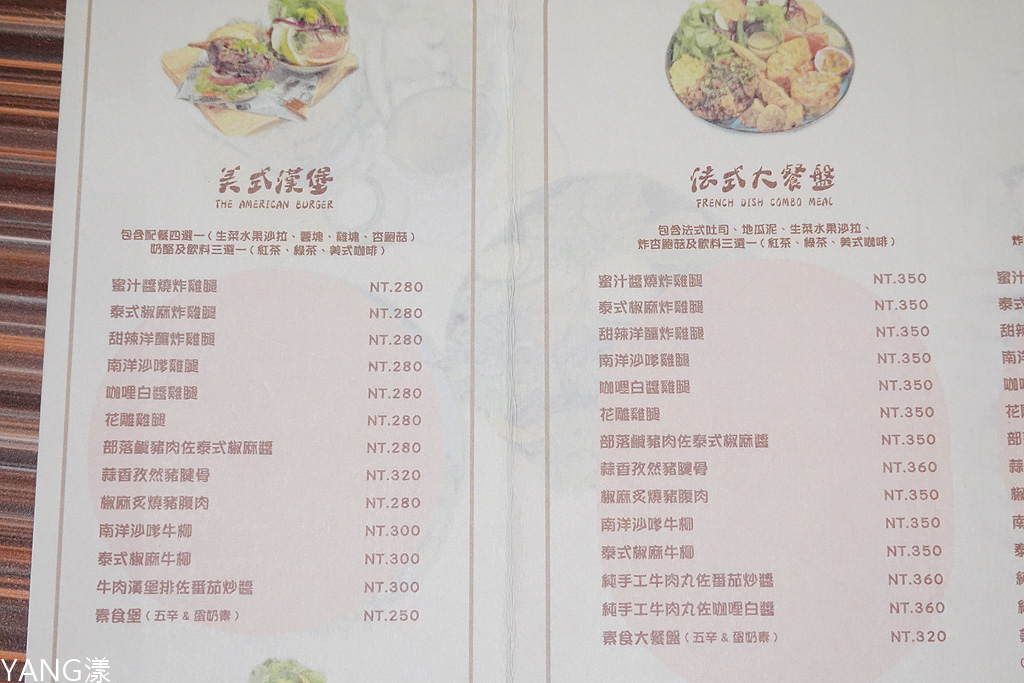 美式漢堡
THE AMERICAN BURGER
包含配餐四選一(生菜水果沙拉、薯塊、雞塊、杏鮑菇)
奶酪及飲料三選一(紅茶、綠茶、美式咖啡)
蜜汁醬燒炸雞腿 NT.280
泰式椒麻炸雞腿 NT.280
甜辣洋釀炸雞腿 NT.280
南洋沙嗲雞腿 NT.280
咖哩白醬雞腿 NT.280
花雕雞腿 NT.280
部落鹹豬肉佐泰式椒麻醬 NT.280
蒜香孜然豬腱骨 NT.320
椒麻炙燒豬腹肉 NT.280
南洋沙嗲牛柳 NT.300
泰式椒麻牛柳 NT.300
牛肉漢堡排佐番茄炒醬 NT.300
素食堡(五辛&蛋奶素) NT.250
法式大餐盤
FRENCH DISH COMBO MEAL
包含法式吐司、地瓜泥、生菜水果沙拉、
炸杏鮑菇及飲料三選一(紅茶、綠茶、美式咖啡)
蜜汁醬燒炸雞腿 NT.350
泰式椒麻炸雞腿 NT.350
甜辣洋釀炸雞腿 NT.350
南洋沙嗲雞腿 NT.350
咖哩白醬雞腿 NT.350
花雕雞腿 NT.350
部落鹹豬肉佐泰式椒麻醬 NT.350
蒜香孜然豬腱骨 NT.360
椒麻炙燒豬腹肉 NT.350
南洋沙嗲牛柳 NT.350
泰式椒麻牛柳 NT.350
純手工牛肉丸佐番茄炒醬 NT.360
純手工牛肉丸佐咖哩白醬 NT.360
素食大餐盤(五辛&蛋奶素) NT.320
YANG漾